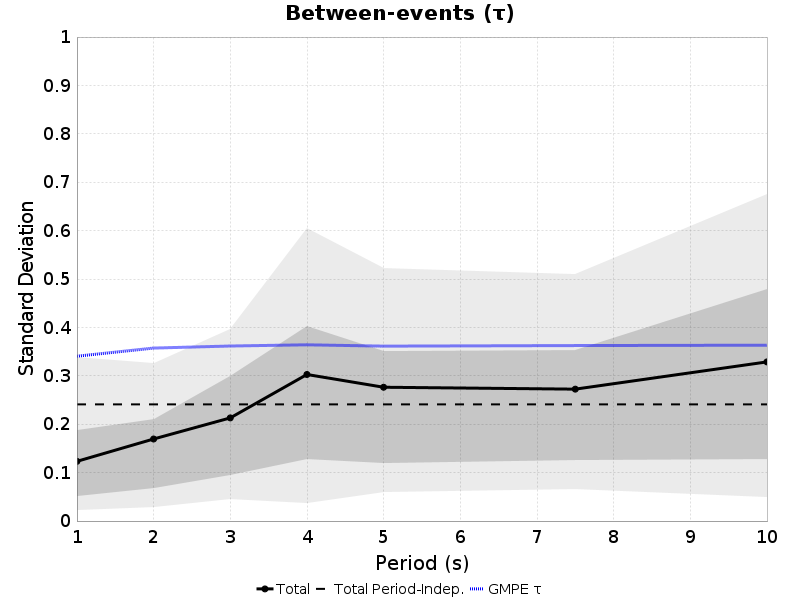 Between-events (τ)
1
0.9
0.8
0.7
0.6
0.5
0.4
0.3
0.2
0.1
0
Standard Deviation
1 2 3 4 5 6 7 8 9 10
Period (s)
Total Total Period-Indep. GMPE τ